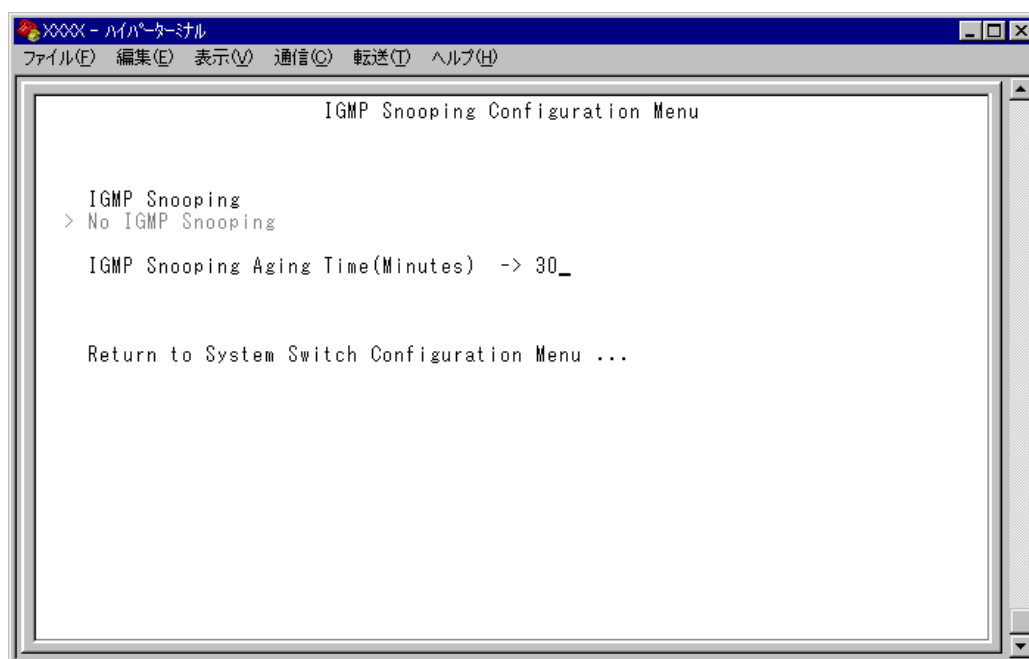 XXXX - ﾊｲﾊﾟｰﾀｰﾐﾅﾙ
ファイル(F) 編集(E) 表示(V) 通信(C) 転送(T) ヘルプ(H)
IGMP Snooping Configuration Menu
IGMP Snooping
> No IGMP Snooping
IGMP Snooping Aging Time(Minutes) -> 30_
Return to System Switch Configuration Menu ...